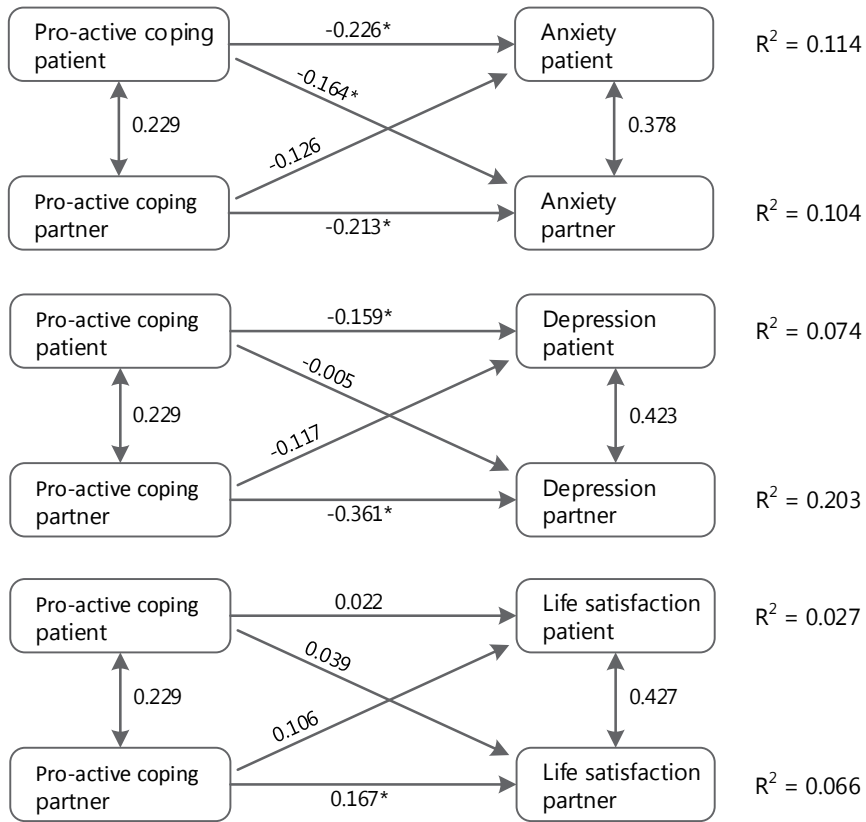 Pro-active coping
patient
-0.226*
Anxiety
patient
R² = 0.114
-0.164*
0.229
0.378
-0.126
Pro-active coping
partner
-0.213*
Anxiety
partner
R² = 0.104
Pro-active coping
patient
-0.159*
Depression
patient
R² = 0.074
-0.005
0.229
0.423
-0.117
Pro-active coping
partner
-0.361*
Depression
partner
R² = 0.203
Pro-active coping
patient
0.022
Life satisfaction
patient
R² = 0.027
0.039
0.229
0.427
0.106
Pro-active coping
partner
0.167*
Life satisfaction
partner
R² = 0.066